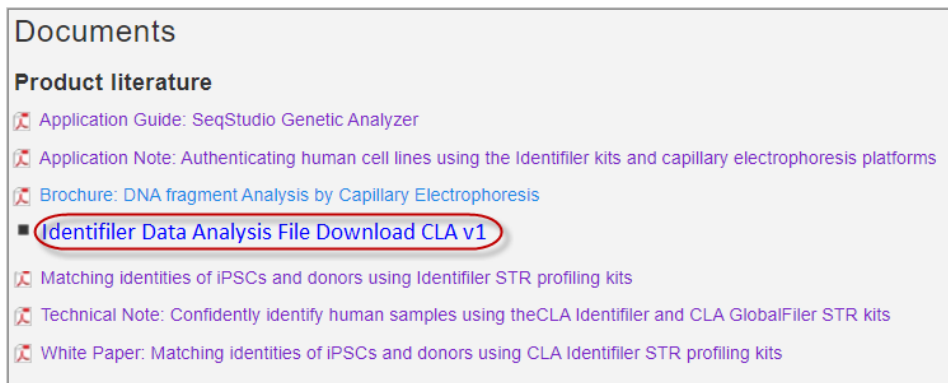 Documents
Product literature
Application Guide: SeqStudio Genetic Analyzer
Application Note: Authenticating human cell lines using the Identifiler kits and capillary electrophoresis platforms
Brochure: DNA fragment Analysis by Capillary Electrophoresis
Identifiler Data Analysis File Download CLA v1
Matching identities of iPSCs and donors using Identifiler STR profiling kits
Technical Note: Confidently identify human samples using theCLA Identifiler and CLA GlobalFiler STR kits
White Paper: Matching identities of iPSCs and donors using CLA Identifiler STR profiling kits